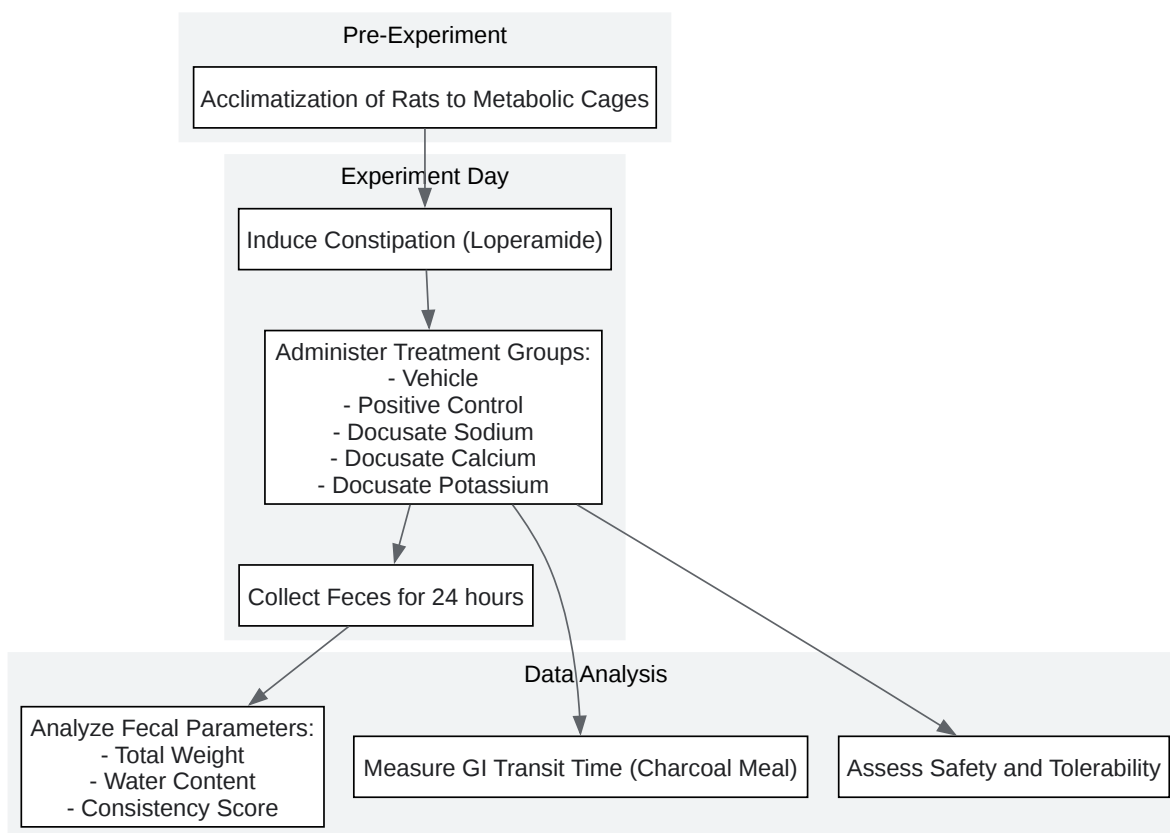 Pre-Experiment
Acclimatization of Rats to Metabolic Cages
Experiment Day
Induce Constipation (Loperamide)
Administer Treatment Groups:
- Vehicle
- Positive Control
- Docusate Sodium
- Docusate Calcium
- Docusate Potassium
Collect Feces for 24 hours
Data Analysis
Analyze Fecal Parameters:
- Total Weight
- Water Content
- Consistency Score
Measure GI Transit Time (Charcoal Meal)
Assess Safety and Tolerability